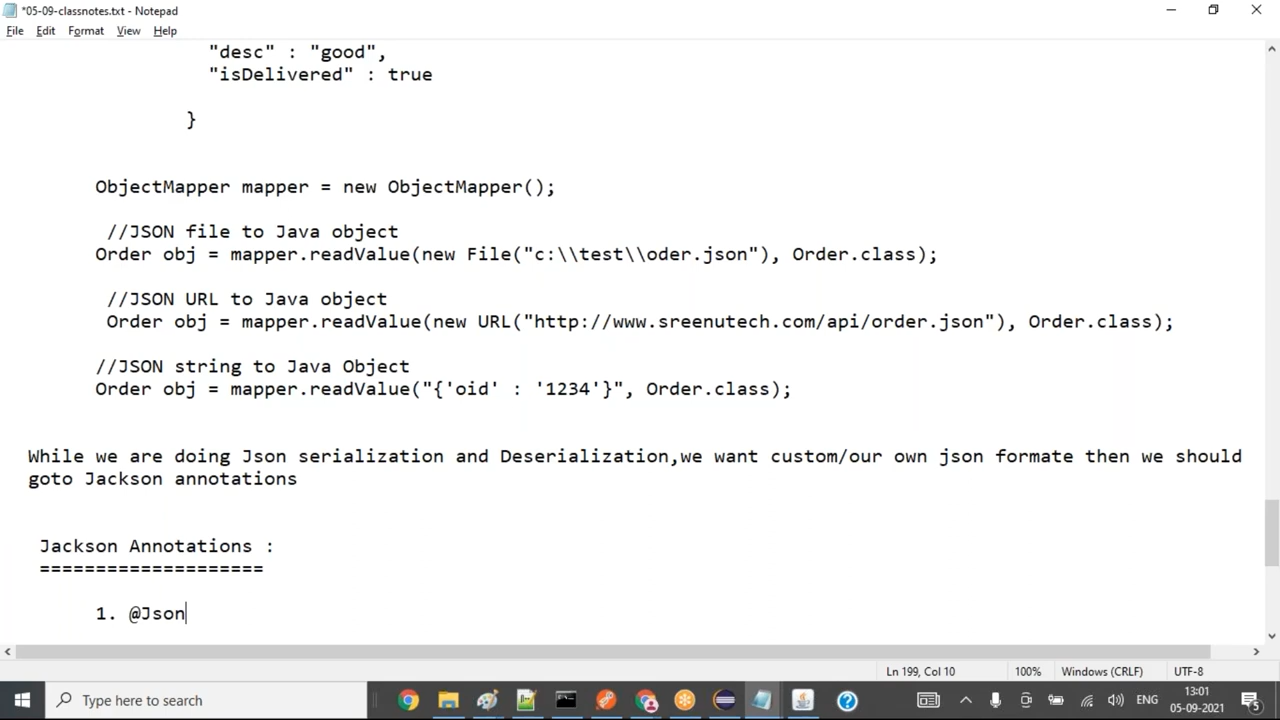 *05-09-classnotes.txt - Notepad
File Edit Format View Help
"desc" : "good",
"isDelivered" : true
}
ObjectMapper mapper = new ObjectMapper();
//JSON file to Java object
Order obj = mapper.readValue(new File("c:\\test\\oder.json"), Order.class);
//JSON URL to Java object
Order obj = mapper.readValue(new URL("http://www.sreenutech.com/api/order.json"), Order.class);
//JSON string to Java Object
Order obj = mapper.readValue("{'oid' : '1234'}", Order.class);
While we are doing Json serialization and Deserialization,we want custom/our own json formate then we should
goto Jackson annotations
Jackson Annotations :
====================
1. @Json
Ln 199, Col 10 100% Windows (CRLF) UTF-8
Type here to search ENG 13:01
05-09-2021 5